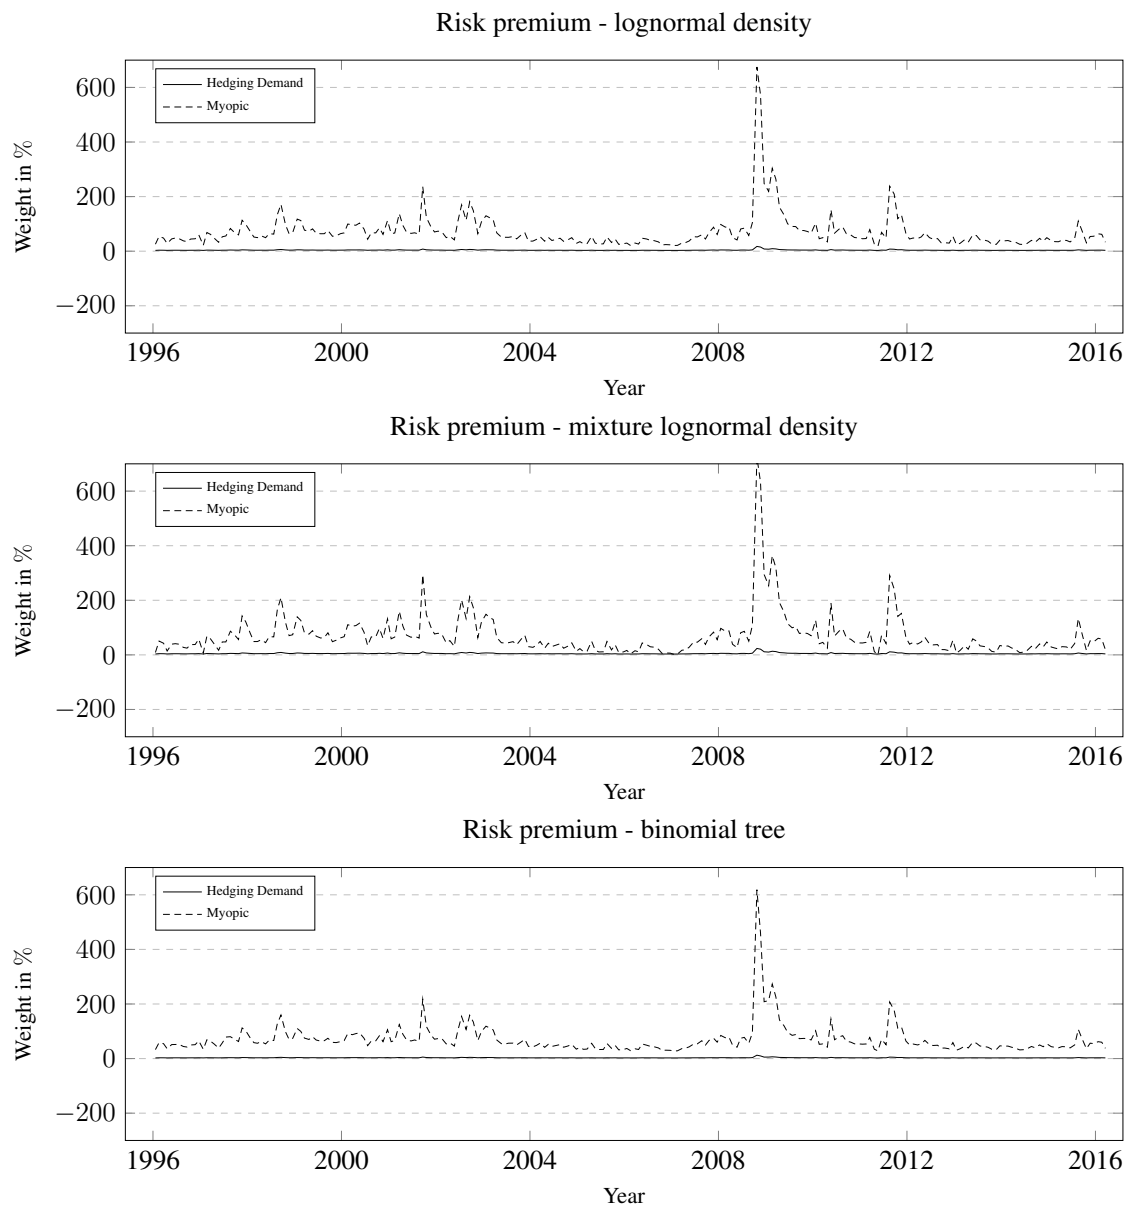 Risk premium - lognormal density
Hedging Demand
Myopic
600
400
200
0
−200
Weight in %
1996 2000 2004 2008 2012 2016
Year
Risk premium - mixture lognormal density
Hedging Demand
Myopic
600
400
200
0
−200
Weight in %
1996 2000 2004 2008 2012 2016
Year
Risk premium - binomial tree
Hedging Demand
Myopic
600
400
200
0
−200
Weight in %
1996 2000 2004 2008 2012 2016
Year